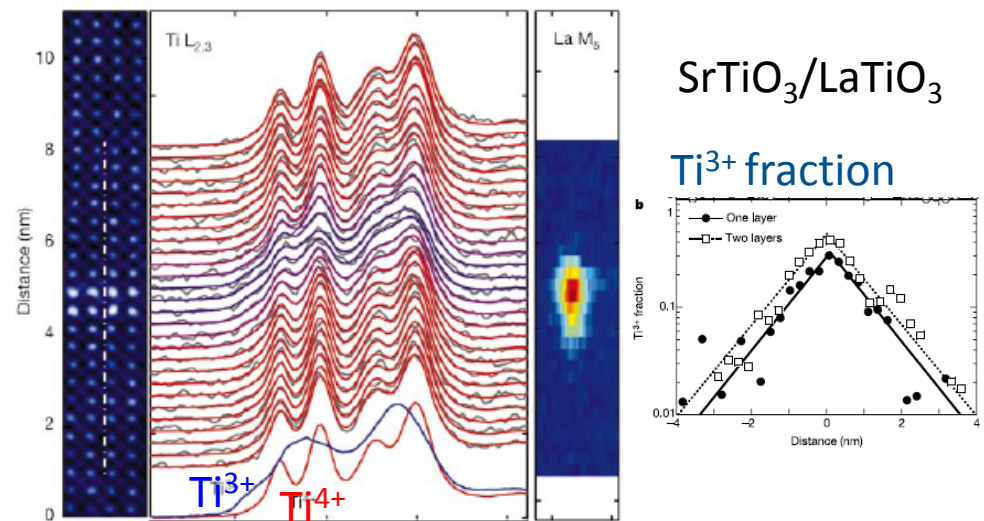 Ti L2,3
La M5
10
8
6
4
2
0
Distance (nm)
Ti3+
Ti4+
SrTiO3/LaTiO3
Ti3+ fraction
b
One layer
Two layers
1
0.1
0.01
Ti3+ fraction
−4
−2
0
2
4
Distance (nm)